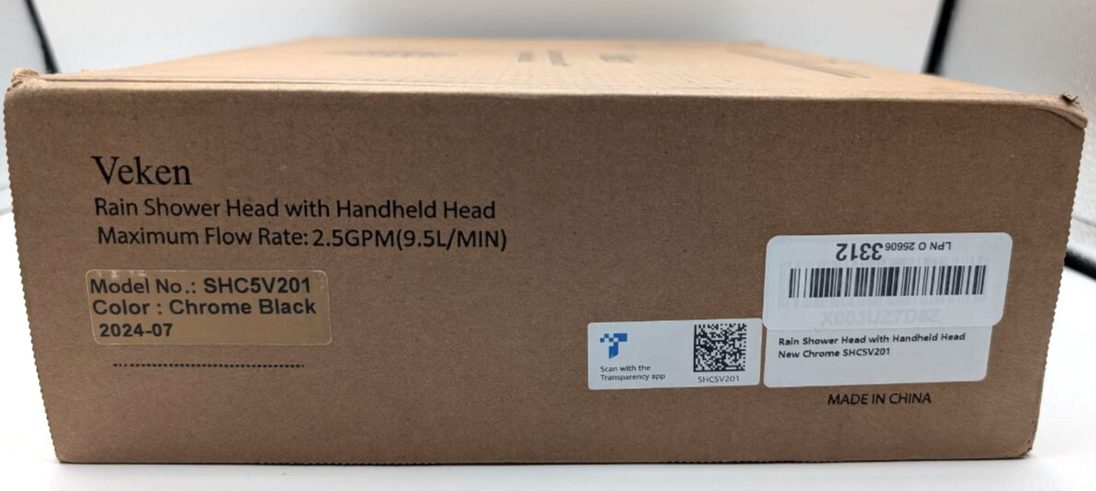 Veken
Rain Shower Head with Handheld Head
Maximum Flow Rate: 2.5GPM(9.5L/MIN)
Model No.: SHC5V201
Color : Chrome Black
2024-07
Scan with the
Transparency app
SHC5V201
LPN O 25606 3312
Rain Shower Head with Handheld Head
New Chrome SHC5V201
MADE IN CHINA